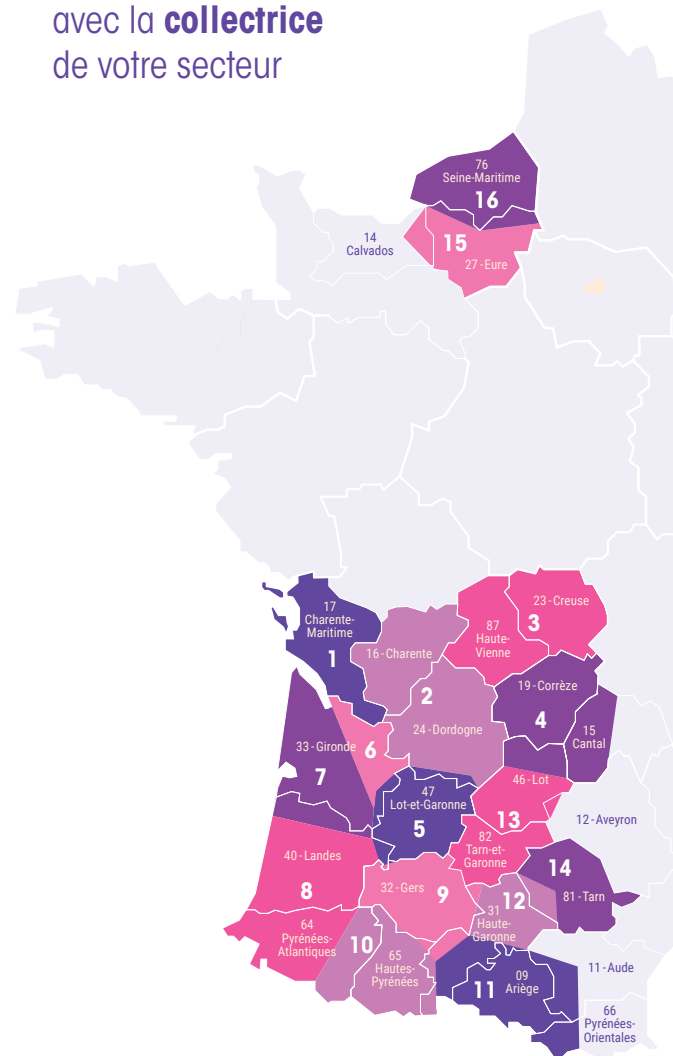 avec la collectrice
de votre secteur
76
Seine-Maritime
16
14
Calvados
15
27-Eure
17
Charente-
Maritime
1
16-Charente
2
24-Dordogne
87
Haute-
Vienne
23-Creuse
3
19-Corrèze
4
15
Cantal
33-Gironde
7
6
47
Lot-et-Garonne
5
46-Lot
13
12-Aveyron
82
Tarn-et-
Garonne
40-Landes
8
32-Gers
9
14
81-Tarn
12
31
Haute-
Garonne
64
Pyrénées-
Atlantiques
10
65
Hautes-
Pyrénées
11
09
Ariège
11-Aude
66
Pyrénées-
Orientales